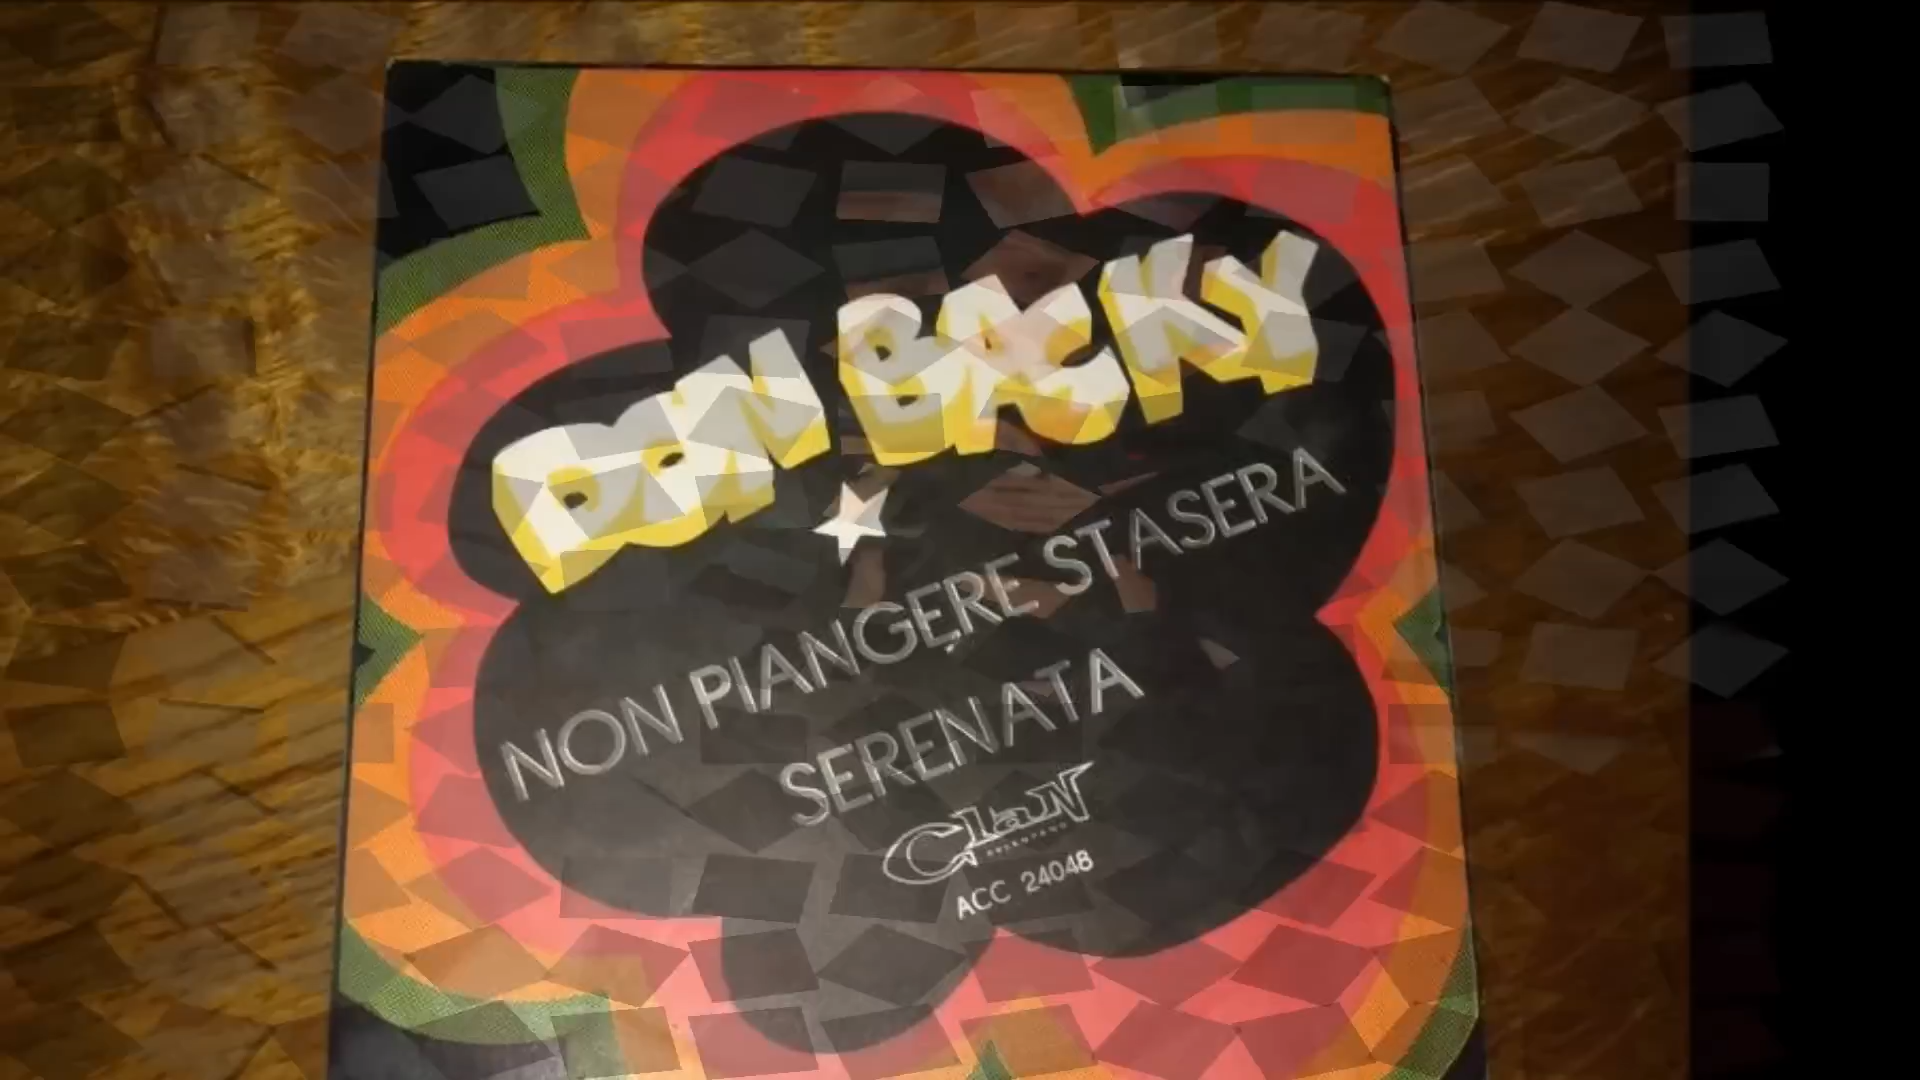 DON BACKY
NON PIANGERE STASERA
SERENATA
Clan
ACC 24048